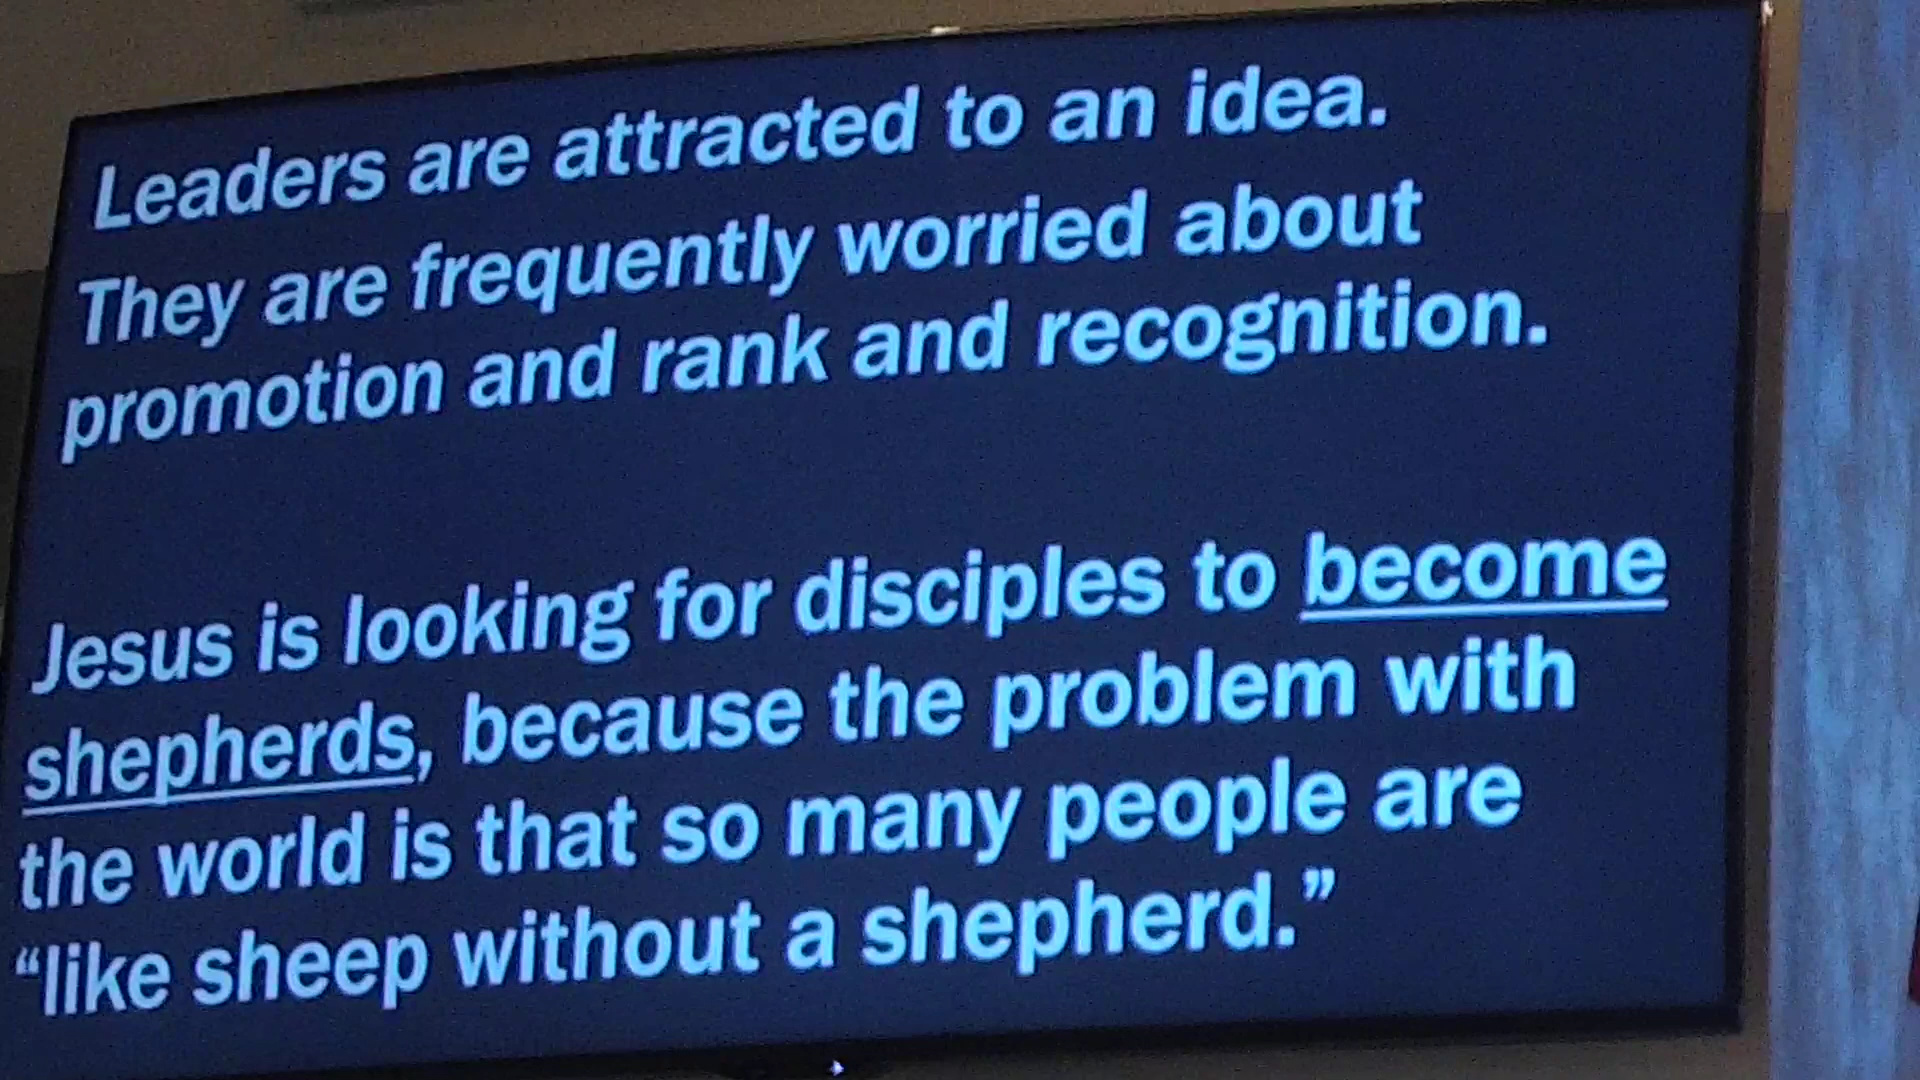 Leaders are attracted to an idea.
They are frequently worried about
promotion and rank and recognition.
Jesus is looking for disciples to become
shepherds, because the problem with
the world is that so many people are
“like sheep without a shepherd.”